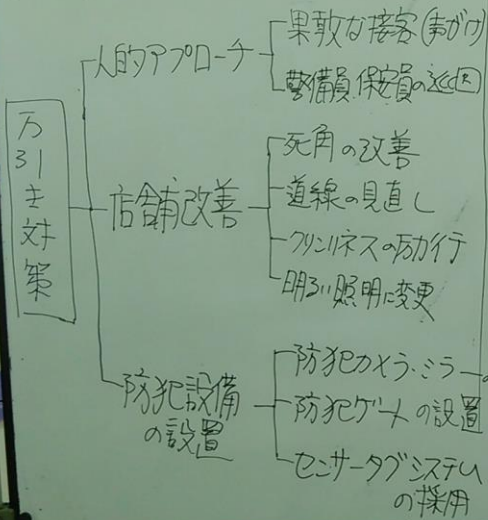 万引き対策
人的アプローチ
果敢な接客(声がけ)
警備員、保安員の巡回
店舗改善
死角の改善
道線の見直し
クリンリネスの励行
明るい照明に変更
防犯設備
の設置
防犯カメラ・ミラー
防犯ゲートの設置
センサータグシステム
の採用